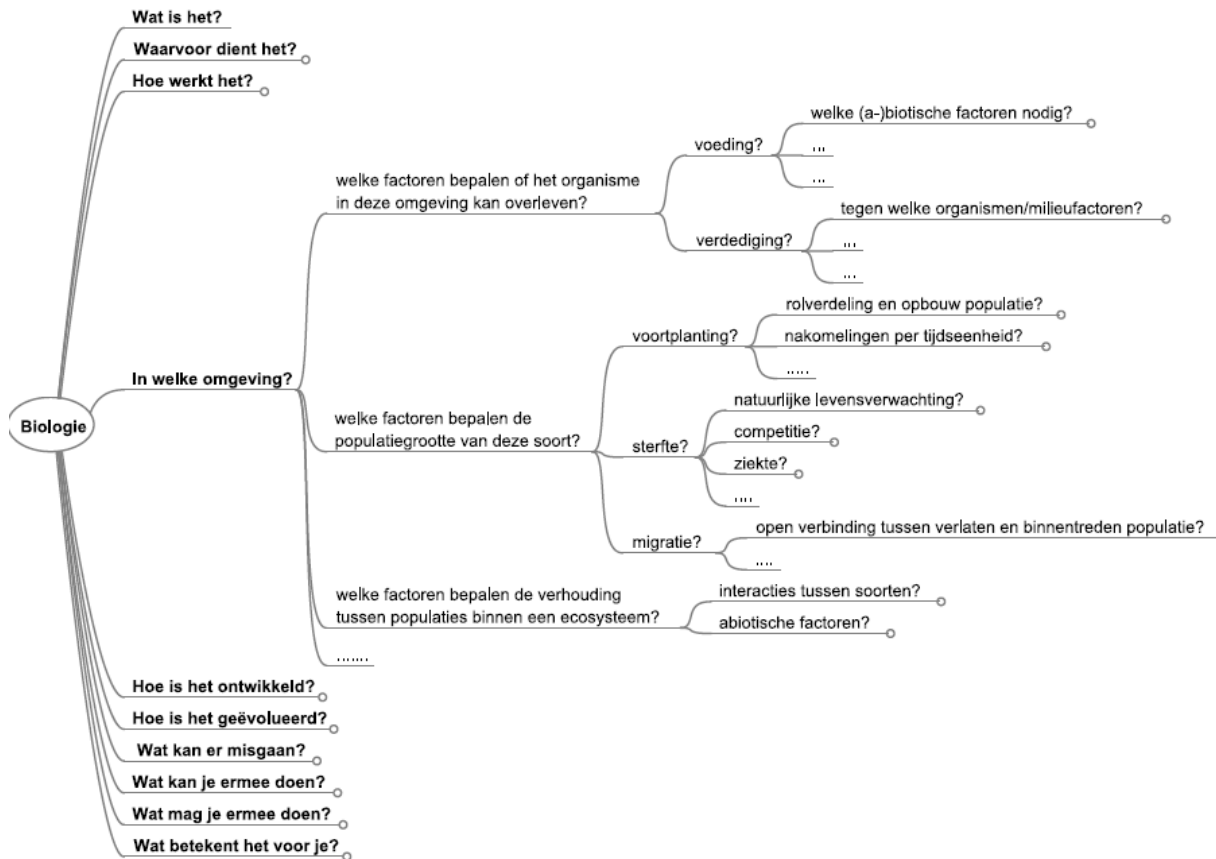 Wat is het?
Waarvoor dient het?
Hoe werkt het?
welke (a-)biotische factoren nodig?
voeding?
...
...
welke factoren bepalen of het organisme
in deze omgeving kan overleven?
tegen welke organismen/milieufactoren?
verdediging?
...
...
rolverdeling en opbouw populatie?
voortplanting?
nakomelingen per tijdseenheid?
.....
In welke omgeving?
Biologie
welke factoren bepalen de
populatiegrootte van deze soort?
natuurlijke levensverwachting?
competitie?
sterfte?
ziekte?
....
open verbinding tussen verlaten en binnentreden populatie?
migratie?
....
welke factoren bepalen de verhouding
tussen populaties binnen een ecosysteem?
interacties tussen soorten?
abiotische factoren?
.......
Hoe is het ontwikkeld?
Hoe is het geëvolueerd?
Wat kan er misgaan?
Wat kan je ermee doen?
Wat mag je ermee doen?
Wat betekent het voor je?